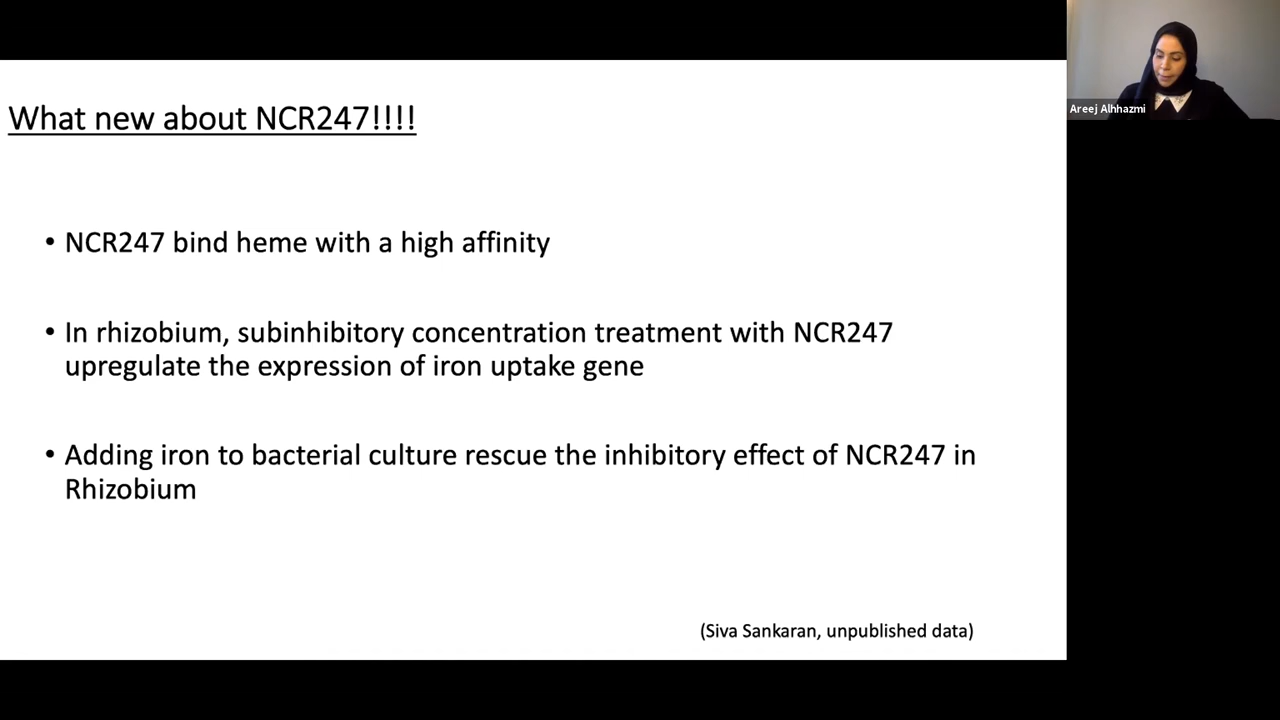 What new about NCR247!!!!
• NCR247 bind heme with a high affinity
• In rhizobium, subinhibitory concentration treatment with NCR247
upregulate the expression of iron uptake gene
• Adding iron to bacterial culture rescue the inhibitory effect of NCR247 in
Rhizobium
(Siva Sankaran, unpublished data)
Areej Alhhazmi